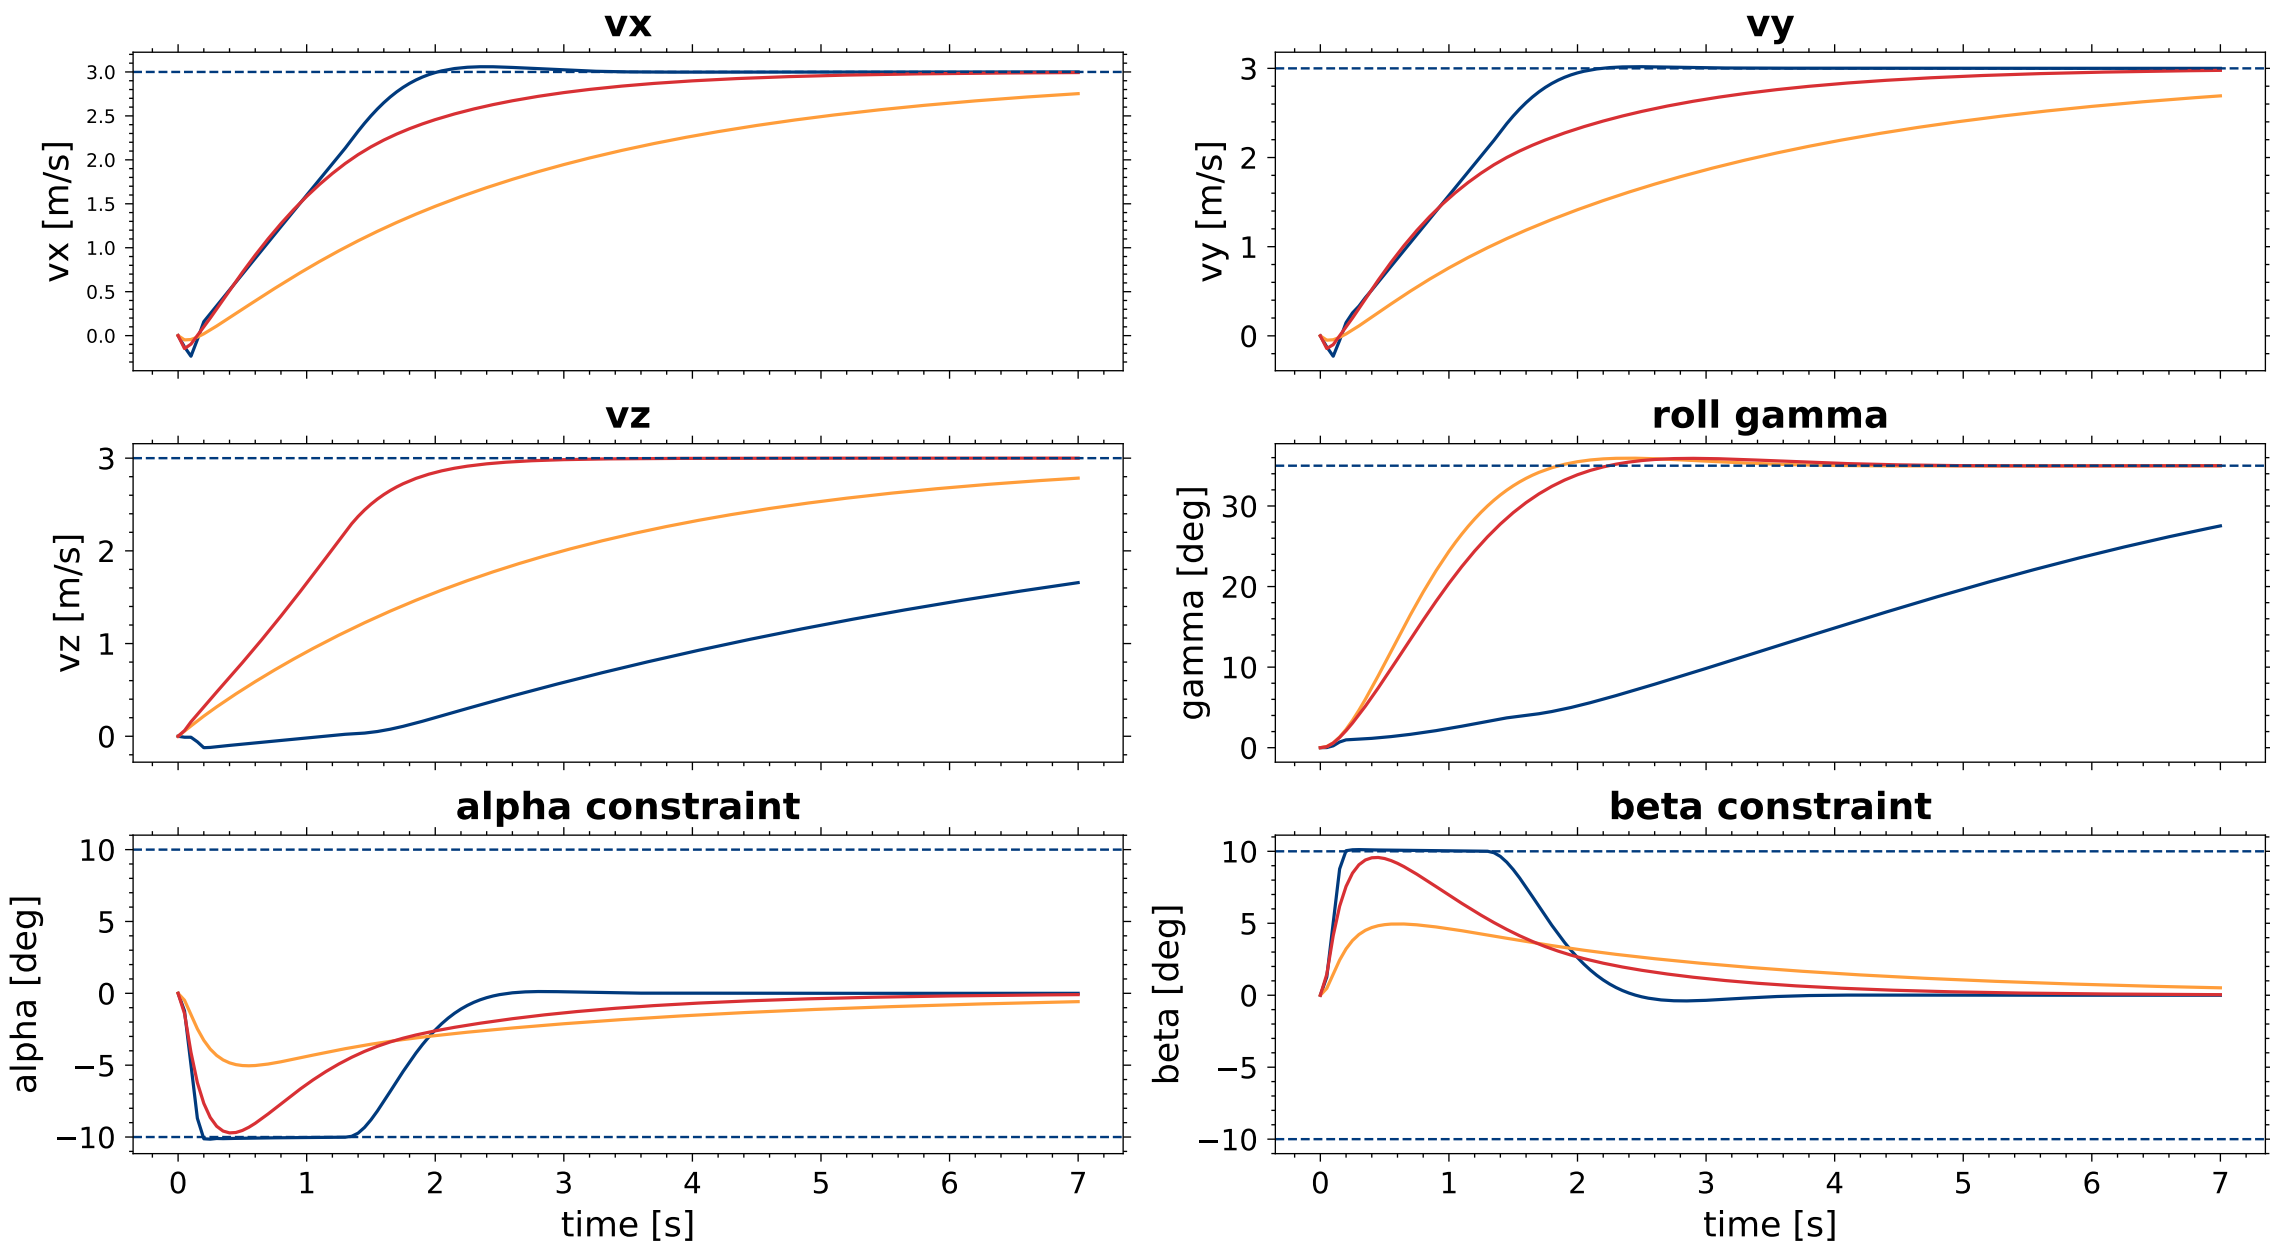 vx
vx [m/s]
3.0
2.5
2.0
1.5
1.0
0.5
0.0
vy
vy [m/s]
3
2
1
0
vz
vz [m/s]
3
2
1
0
roll gamma
gamma [deg]
30
20
10
0
alpha constraint
alpha [deg]
10
5
0
−5
−10
0 1 2 3 4 5 6 7
time [s]
beta constraint
beta [deg]
10
5
0
−5
−10
0 1 2 3 4 5 6 7
time [s]